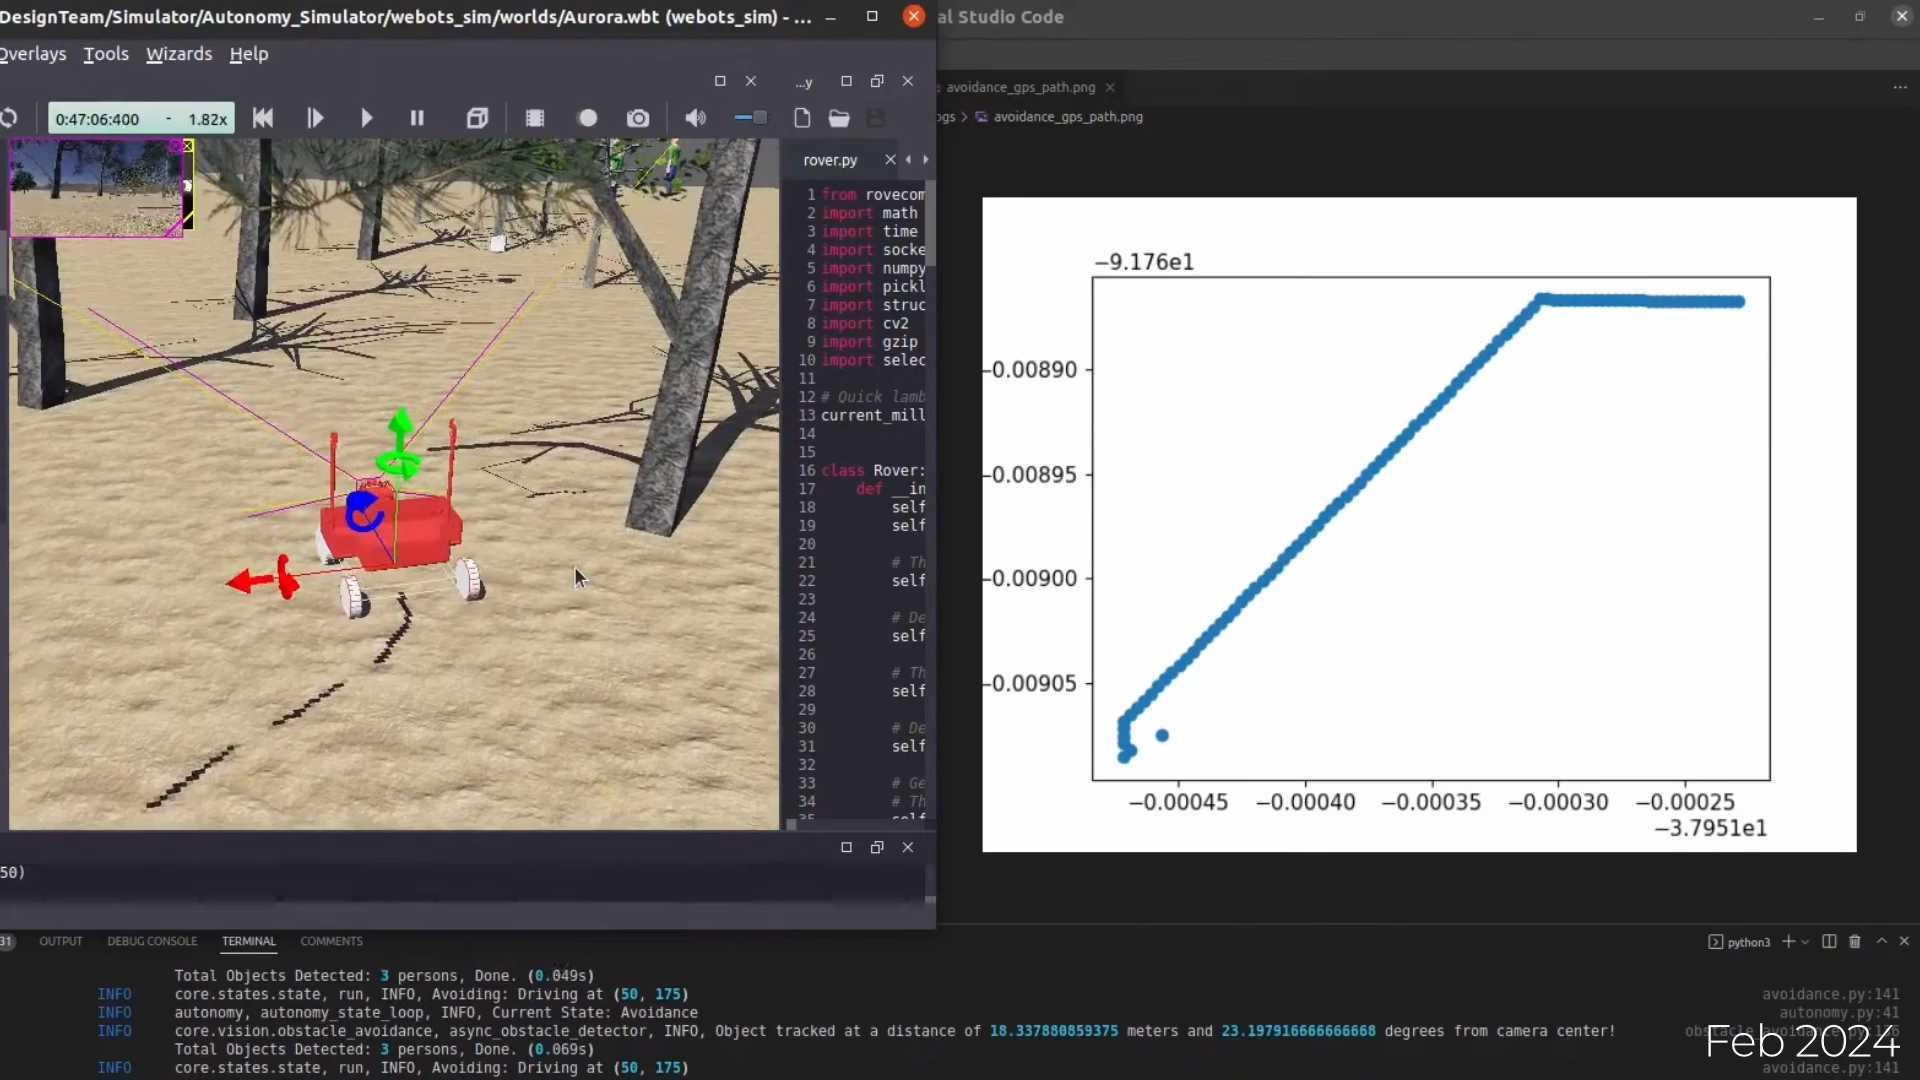 DesignTeam/Simulator/Autonomy_Simulator/webots_sim/worlds/Aurora.wbt (webots_sim) - ...
al Studio Code
Overlays Tools Wizards Help
...y
avoidance_gps_path.png
0:47:06:400 - 1.82x
ogs > avoidance_gps_path.png
rover.py
1 from rovecom
2 import math
3 import time
4 import socke
5 import numpy
6 import pickl
7 import struc
8 import cv2
9 import gzip
10 import selec
11
12 # Quick lamb
13 current_mill
14
15
16 class Rover:
17 def __in
18 self
19 self
20
21 # Th
22 self
23
24 # De
25 self
26
27 # Th
28 self
29
30 # De
31 self
32
33 # Ge
34 # Th
35 self
−9.176e1
−0.00890
−0.00895
−0.00900
−0.00905
−0.00045 −0.00040 −0.00035 −0.00030 −0.00025
−3.7951e1
50)
31 OUTPUT DEBUG CONSOLE TERMINAL COMMENTS
python3
Total Objects Detected: 3 persons, Done. (0.049s)
INFO core.states.state, run, INFO, Avoiding: Driving at (50, 175) avoidance.py:141
INFO autonomy, autonomy_state_loop, INFO, Current State: Avoidance autonomy.py:41
INFO core.vision.obstacle_avoidance, async_obstacle_detector, INFO, Object tracked at a distance of 18.337880859375 meters and 23.197916666666668 degrees from camera center!
Total Objects Detected: 3 persons, Done. (0.069s)
INFO core.states.state, run, INFO, Avoiding: Driving at (50, 175) avoidance.py:141
Feb 2024